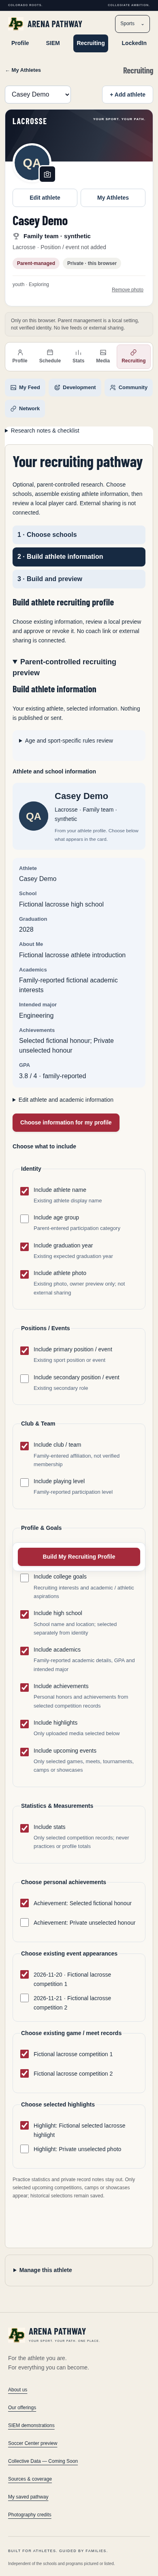 COLORADO ROOTS.
COLLEGIATE AMBITION.
ARENA PATHWAY
Sports
Profile
SIEM
Recruiting
LockedIn
← My Athletes
Recruiting
Casey Demo
+ Add athlete
LACROSSE
YOUR SPORT. YOUR PATH.
QA
Edit athlete
My Athletes
Casey Demo
Family team · synthetic
Lacrosse · Position / event not added
Parent-managed
Private · this browser
youth · Exploring
Remove photo
Only on this browser. Parent management is a local setting, not verified identity. No live feeds or external sharing.
Profile
Schedule
Stats
Media
Recruiting
My Feed
Development
Community
Network
▶ Research notes & checklist
Your recruiting pathway
Optional, parent-controlled research. Choose schools, assemble existing athlete information, then review a local player card. External sharing is not connected.
1 · Choose schools
2 · Build athlete information
3 · Build and preview
Build athlete recruiting profile
Choose existing information, review a local preview and keep it up to date. No coach link or external sharing is connected.
▼ Parent-controlled recruiting preview
Build athlete information
Your existing athlete, selected information. Nothing is published or sent.
▶ Age and sport-specific rules review
Athlete and school information
QA
Casey Demo
Lacrosse · Family team · synthetic
From your athlete profile. Choose below what appears in the card.
Athlete
Casey Demo
School
Fictional lacrosse high school
Graduation
2028
About Me
Fictional lacrosse athlete introduction
Academics
Family-reported fictional academic interests
Intended major
Engineering
Achievements
Selected fictional honour; Private unselected honour
GPA
3.8 / 4 · family-reported
▶ Edit athlete and academic information
Choose information for my profile
Choose what to include
Identity
Include athlete name
Existing athlete display name
Include age group
Parent-entered participation category
Include graduation year
Existing expected graduation year
Include athlete photo
Existing photo, owner preview only; not external sharing
Positions / Events
Include primary position / event
Existing sport position or event
Include secondary position / event
Existing secondary role
Club & Team
Include club / team
Family-entered affiliation, not verified membership
Include playing level
Family-reported participation level
Profile & Goals
Build My Recruiting Profile
Include college goals
Recruiting interests and academic / athletic aspirations
Include high school
School name and location; selected separately from identity
Include academics
Family-reported academic details, GPA and intended major
Include achievements
Personal honors and achievements from selected competition records
Include highlights
Only uploaded media selected below
Include upcoming events
Only selected games, meets, tournaments, camps or showcases
Statistics & Measurements
Include stats
Only selected competition records; never practices or profile totals
Choose personal achievements
Achievement: Selected fictional honour
Achievement: Private unselected honour
Choose existing event appearances
2026-11-20 · Fictional lacrosse competition 1
2026-11-21 · Fictional lacrosse competition 2
Choose existing game / meet records
Fictional lacrosse competition 1
Fictional lacrosse competition 2
Choose selected highlights
Highlight: Fictional selected lacrosse highlight
Highlight: Private unselected photo
Practice statistics and private record notes stay out. Only selected upcoming competitions, camps or showcases appear; historical selections remain saved.
▶ Manage this athlete
ARENA PATHWAY
YOUR SPORT. YOUR PATH. ONE PLACE.
For the athlete you are.
For everything you can become.
About us
Our offerings
SIEM demonstrations
Soccer Center preview
Collective Data — Coming Soon
Sources & coverage
My saved pathway
Photography credits
BUILT FOR ATHLETES. GUIDED BY FAMILIES.
Independent of the schools and programs pictured or listed.